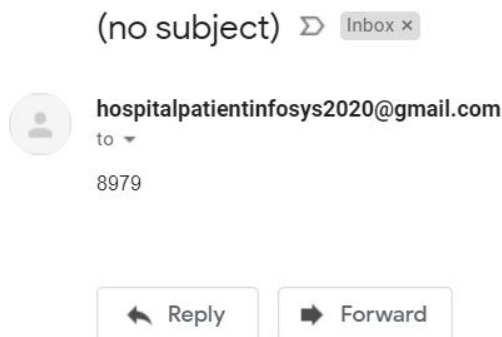 (no subject) Inbox ×
hospitalpatientinfosys2020@gmail.com
to
8979
Reply Forward